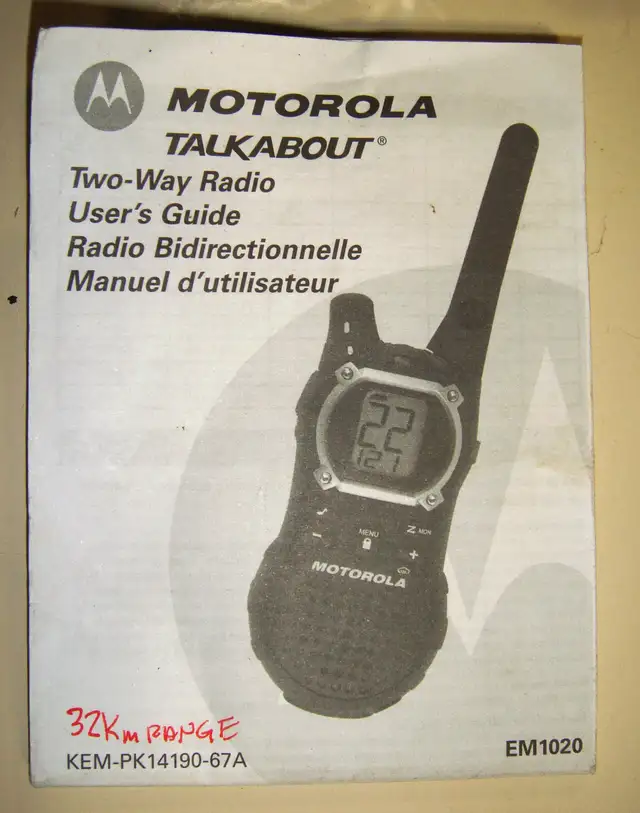 MOTOROLA
TALKABOUT®
Two-Way Radio
User's Guide
Radio Bidirectionnelle
Manuel d'utilisateur
22
127
MENU
MON
- +
MOTOROLA
32Km RANGE
KEM-PK14190-67A
EM1020